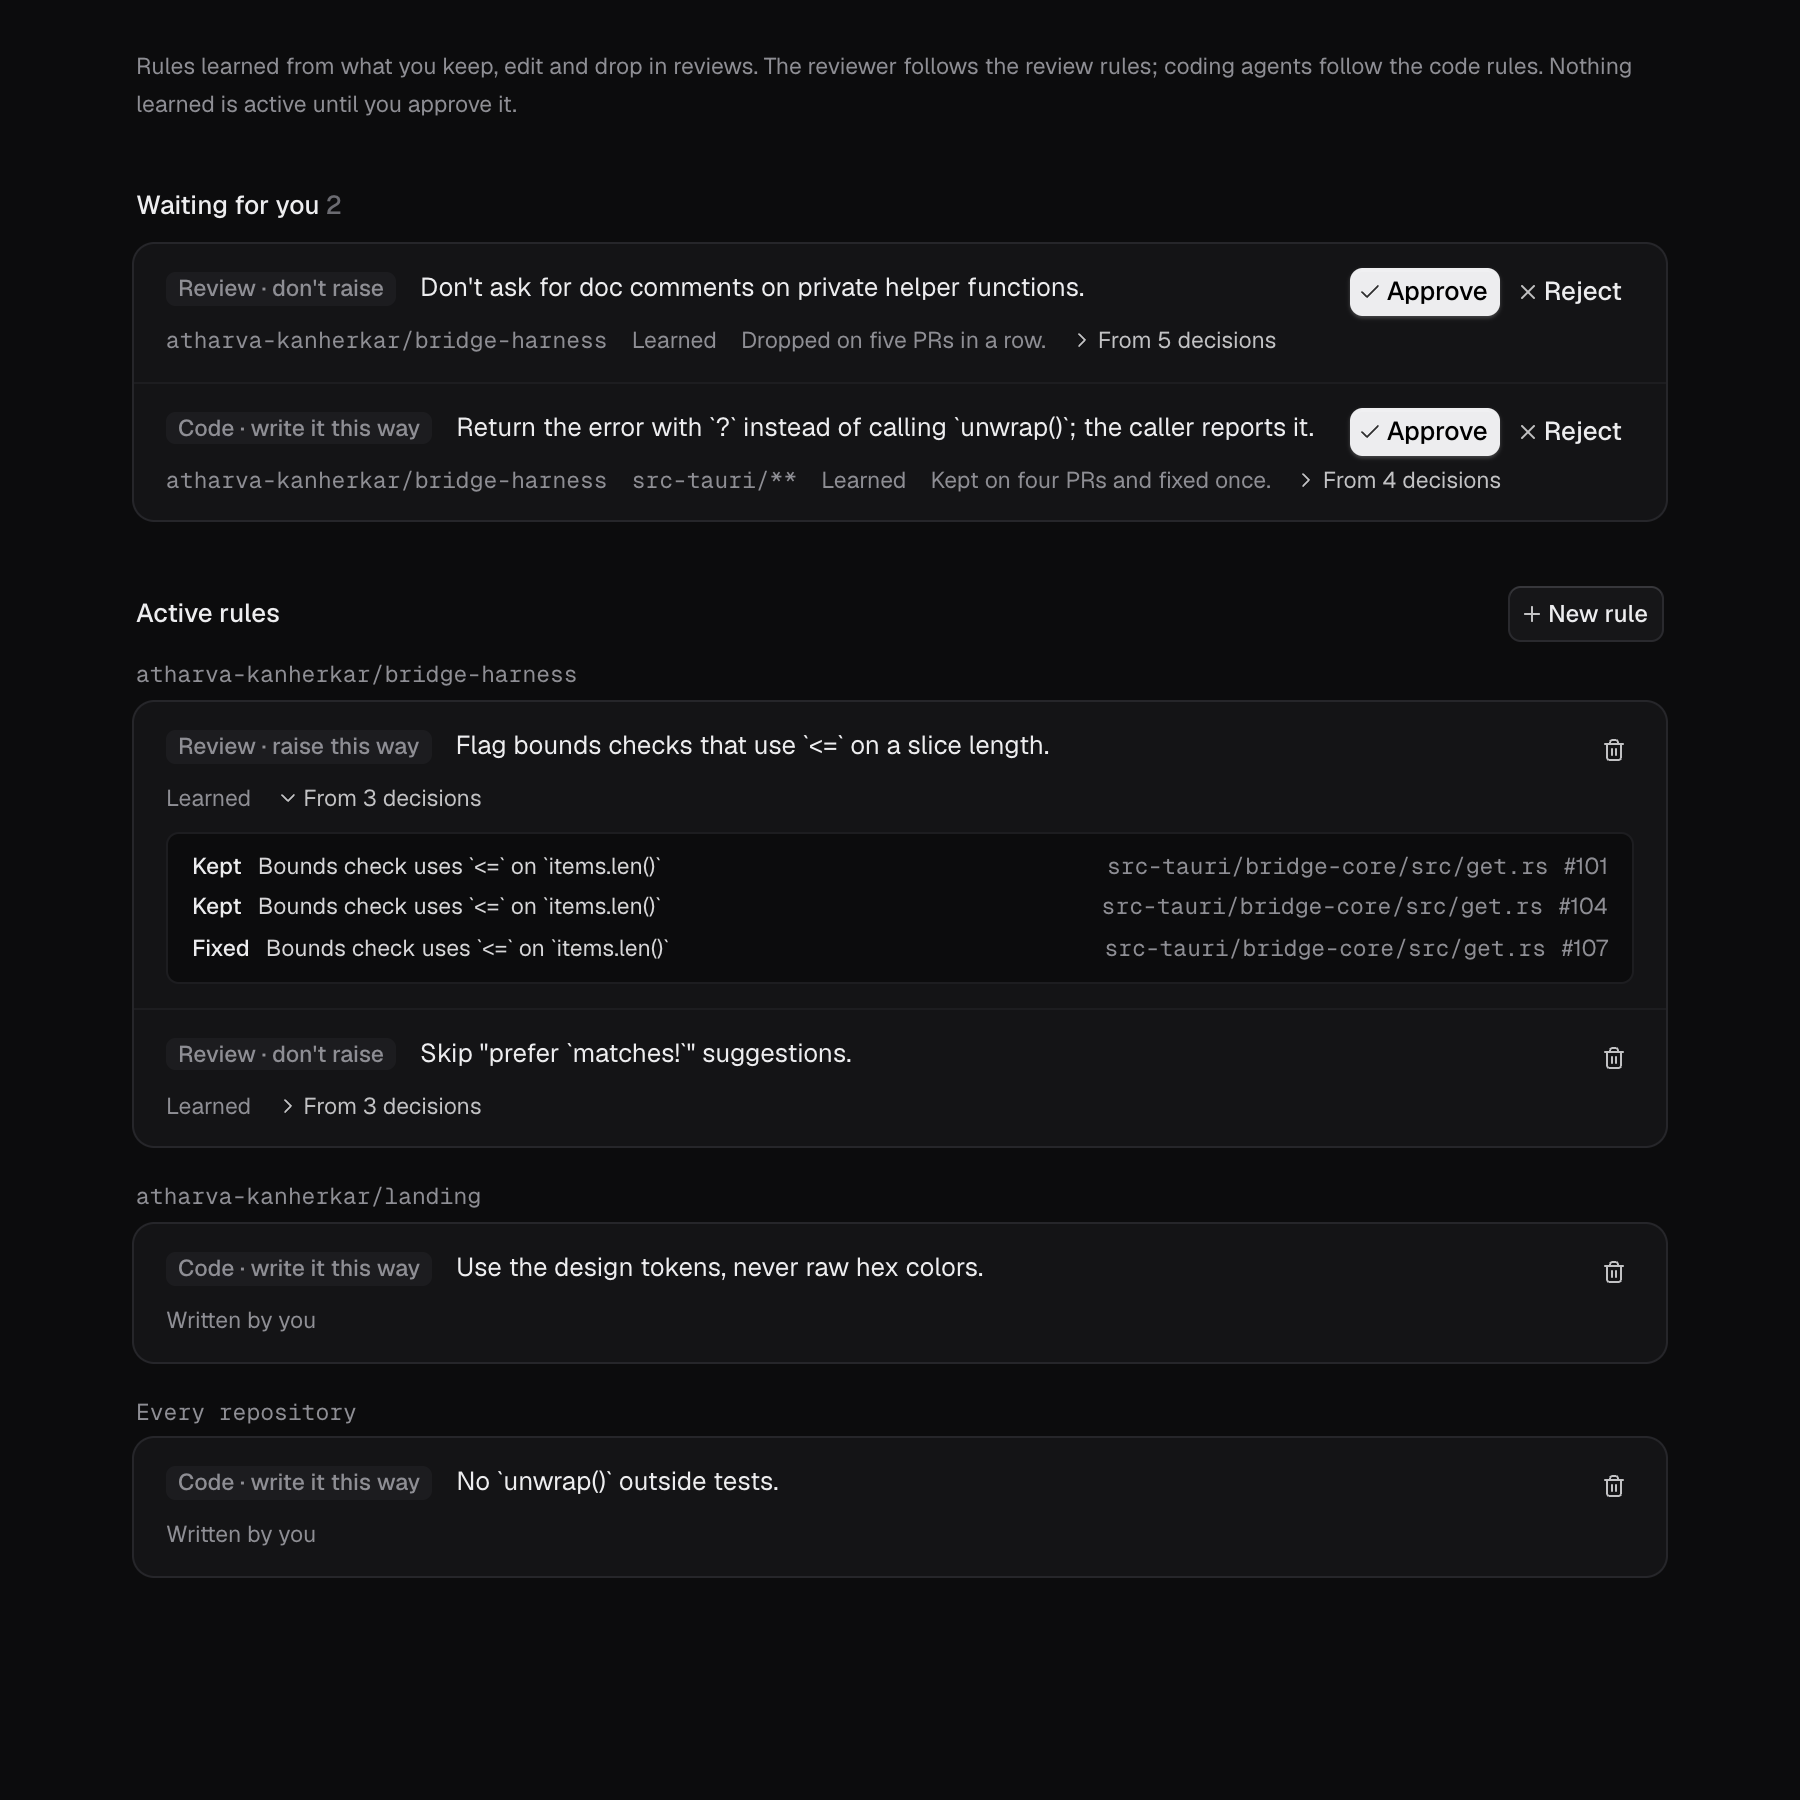 Rules learned from what you keep, edit and drop in reviews. The reviewer follows the review rules; coding agents follow the code rules. Nothing
learned is active until you approve it.
Waiting for you 2
Review · don't raise Don't ask for doc comments on private helper functions. Approve Reject
atharva-kanherkar/bridge-harness Learned Dropped on five PRs in a row. From 5 decisions
Code · write it this way Return the error with `?` instead of calling `unwrap()`; the caller reports it. Approve Reject
atharva-kanherkar/bridge-harness src-tauri/** Learned Kept on four PRs and fixed once. From 4 decisions
Active rules + New rule
atharva-kanherkar/bridge-harness
Review · raise this way Flag bounds checks that use `<=` on a slice length.
Learned From 3 decisions
Kept Bounds check uses `<=` on `items.len()` src-tauri/bridge-core/src/get.rs #101
Kept Bounds check uses `<=` on `items.len()` src-tauri/bridge-core/src/get.rs #104
Fixed Bounds check uses `<=` on `items.len()` src-tauri/bridge-core/src/get.rs #107
Review · don't raise Skip "prefer `matches!`" suggestions.
Learned From 3 decisions
atharva-kanherkar/landing
Code · write it this way Use the design tokens, never raw hex colors.
Written by you
Every repository
Code · write it this way No `unwrap()` outside tests.
Written by you